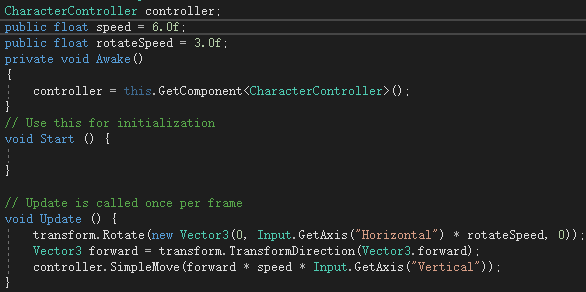 CharacterController controller;
public float speed = 6.0f;
public float rotateSpeed = 3.0f;
private void Awake()
{
    controller = this.GetComponent<CharacterController>();
}
// Use this for initialization
void Start () {

}

// Update is called once per frame
void Update () {
    transform.Rotate(new Vector3(0, Input.GetAxis("Horizontal") * rotateSpeed, 0));
    Vector3 forward = transform.TransformDirection(Vector3.forward);
    controller.SimpleMove(forward * speed * Input.GetAxis("Vertical"));
}